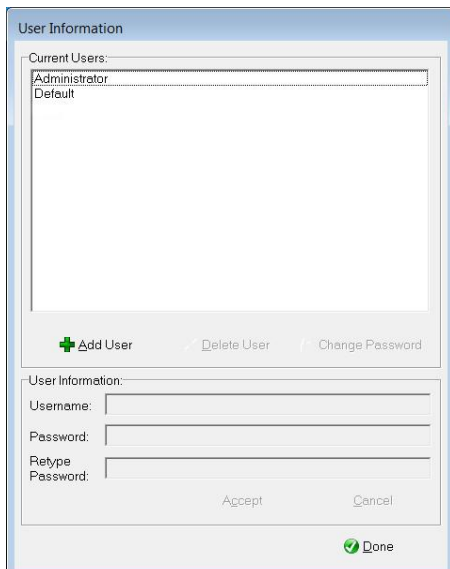 User Information
Current Users:
Administrator
Default
Add User Delete User Change Password
User Information:
Username:
Password:
Retype
Password:
Accept Cancel
Done